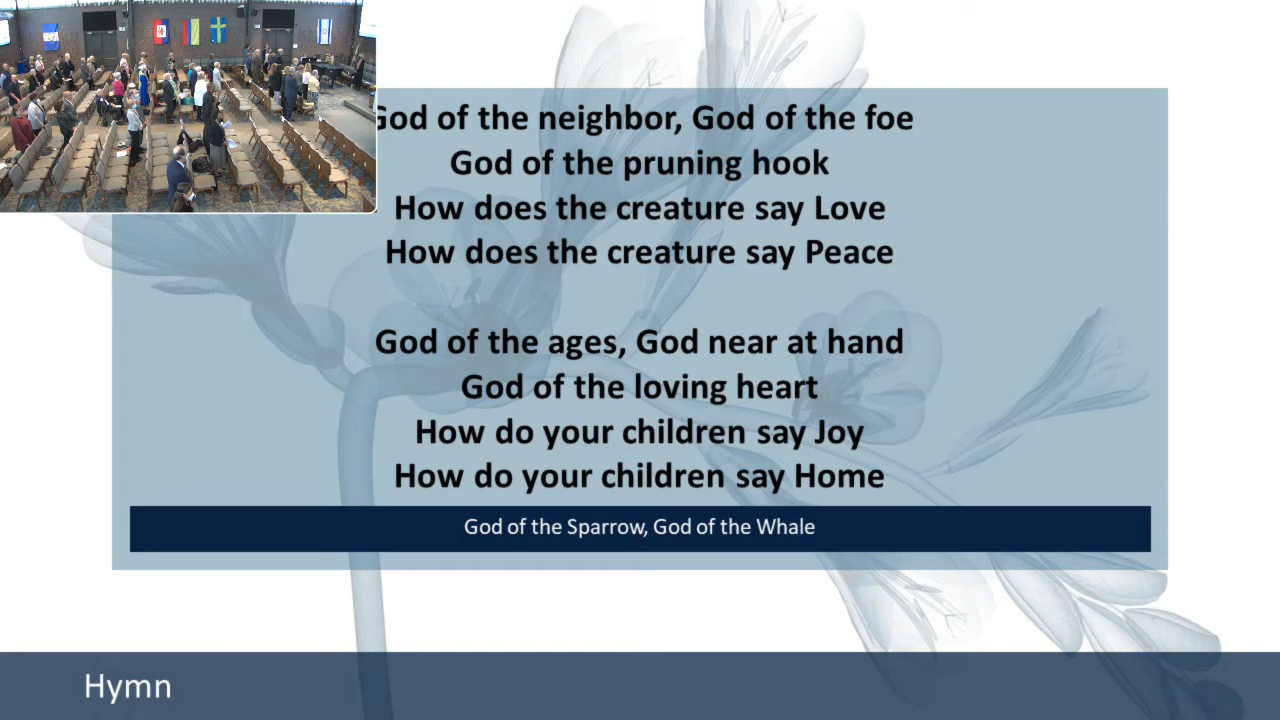 God of the neighbor, God of the foe
God of the pruning hook
How does the creature say Love
How does the creature say Peace
God of the ages, God near at hand
God of the loving heart
How do your children say Joy
How do your children say Home
God of the Sparrow, God of the Whale
Hymn